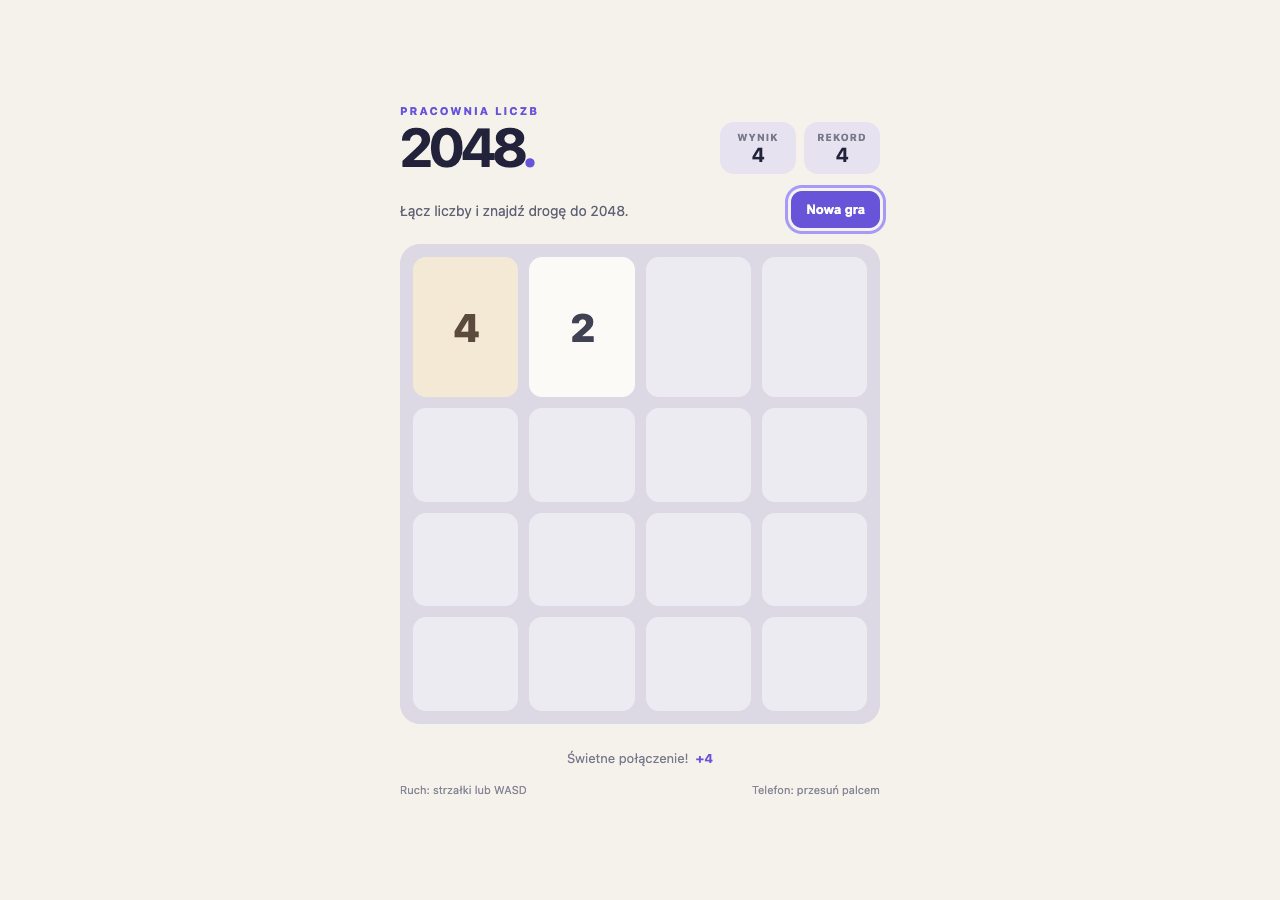 PRACOWNIA LICZB
2048.
WYNIK
4
REKORD
4
Łącz liczby i znajdź drogę do 2048.
Nowa gra
4
2
Świetne połączenie! +4
Ruch: strzałki lub WASD
Telefon: przesuń palcem